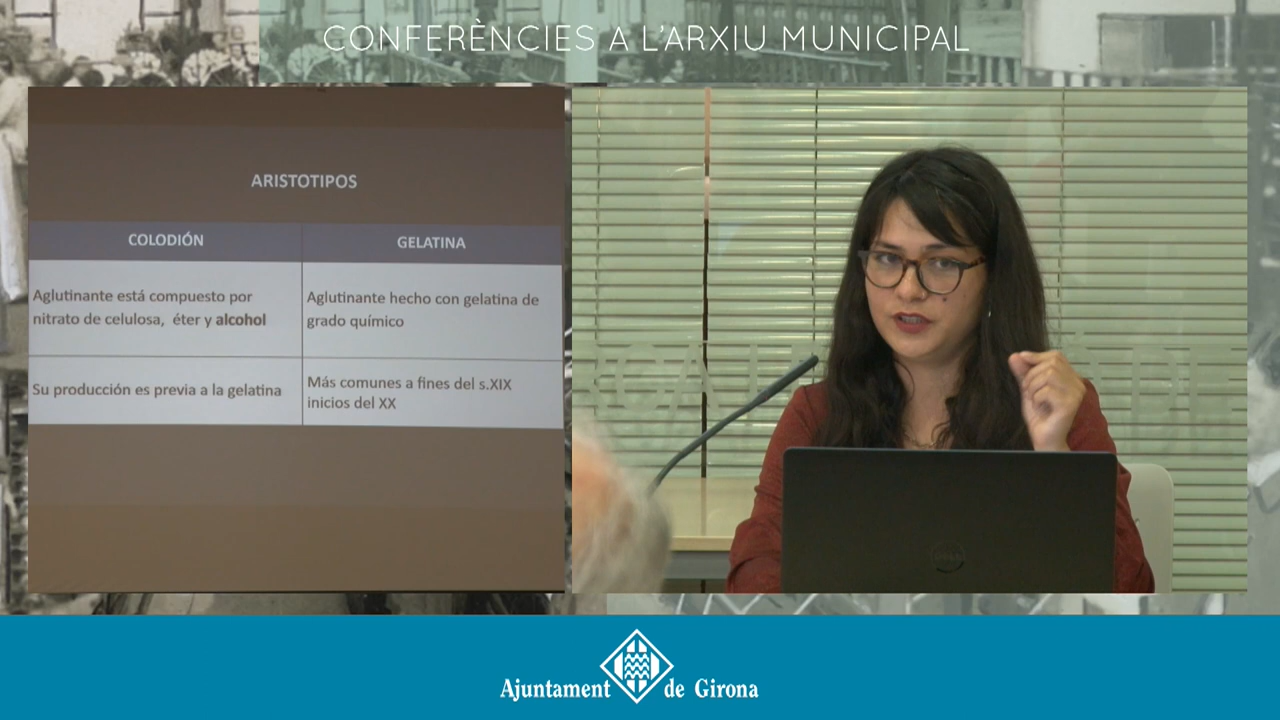 CONFERÈNCIES A L'ARXIU MUNICIPAL
ARISTOTIPOS
COLODIÓN
GELATINA
Aglutinante está compuesto por
nitrato de celulosa, éter y alcohol
Aglutinante hecho con gelatina de
grado químico
Su producción es previa a la gelatina
Más comunes a fines del s.XIX
inicios del XX
Ajuntament de Girona